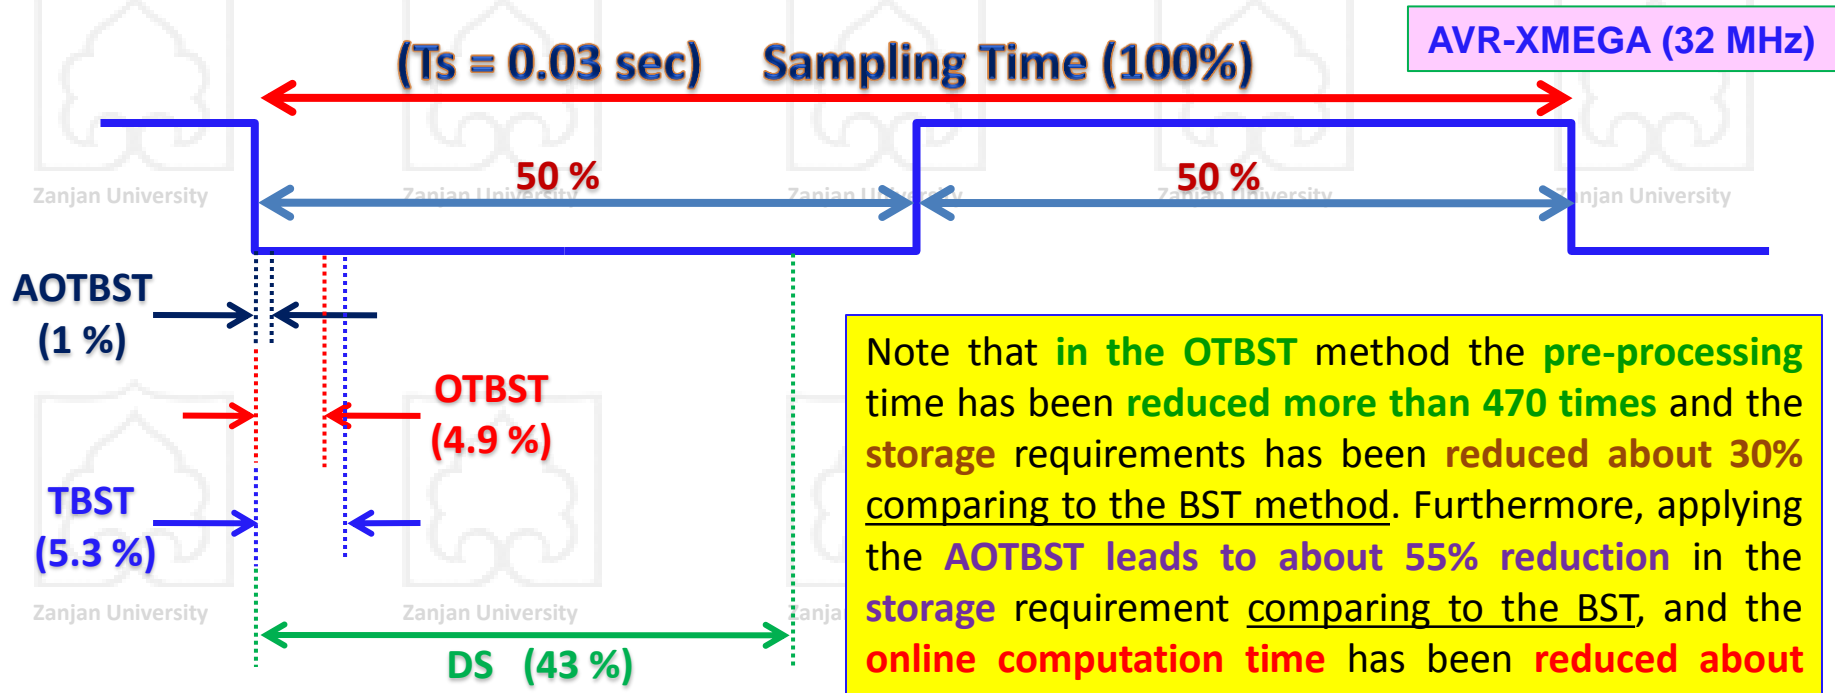 AVR-XMEGA (32 MHz)
(Ts = 0.03 sec) Sampling Time (100%)
50 %
50 %
Zanjan University
Zanjan University
Zanjan University
Zanjan University
Zanjan University
AOTBST
(1 %)
OTBST
(4.9 %)
TBST
(5.3 %)
Zanjan University
Zanjan University
DS (43 %)
Note that in the OTBST method the pre-processing
time has been reduced more than 470 times and the
storage requirements has been reduced about 30%
comparing to the BST method. Furthermore, applying
the AOTBST leads to about 55% reduction in the
storage requirement comparing to the BST, and the
online computation time has been reduced about